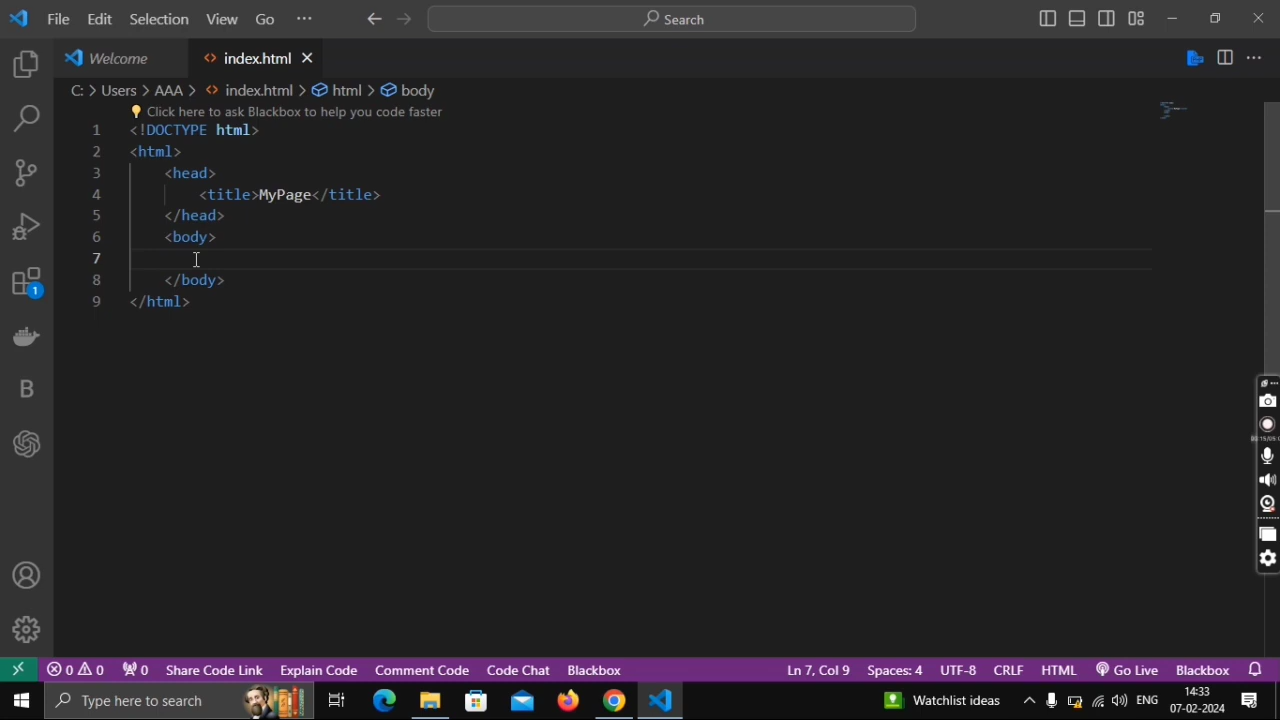 File Edit Selection View Go ··· Search
Welcome index.html
C: > Users > AAA > index.html > html > body
Click here to ask Blackbox to help you code faster
1 <!DOCTYPE html>
2 <html>
3 <head>
4 <title>MyPage</title>
5 </head>
6 <body>
7
8 </body>
9 </html>
1
B
0 0 0 Share Code Link Explain Code Comment Code Code Chat Blackbox Ln 7, Col 9 Spaces: 4 UTF-8 CRLF HTML Go Live Blackbox
Type here to search Watchlist ideas ENG 14:33
07-02-2024